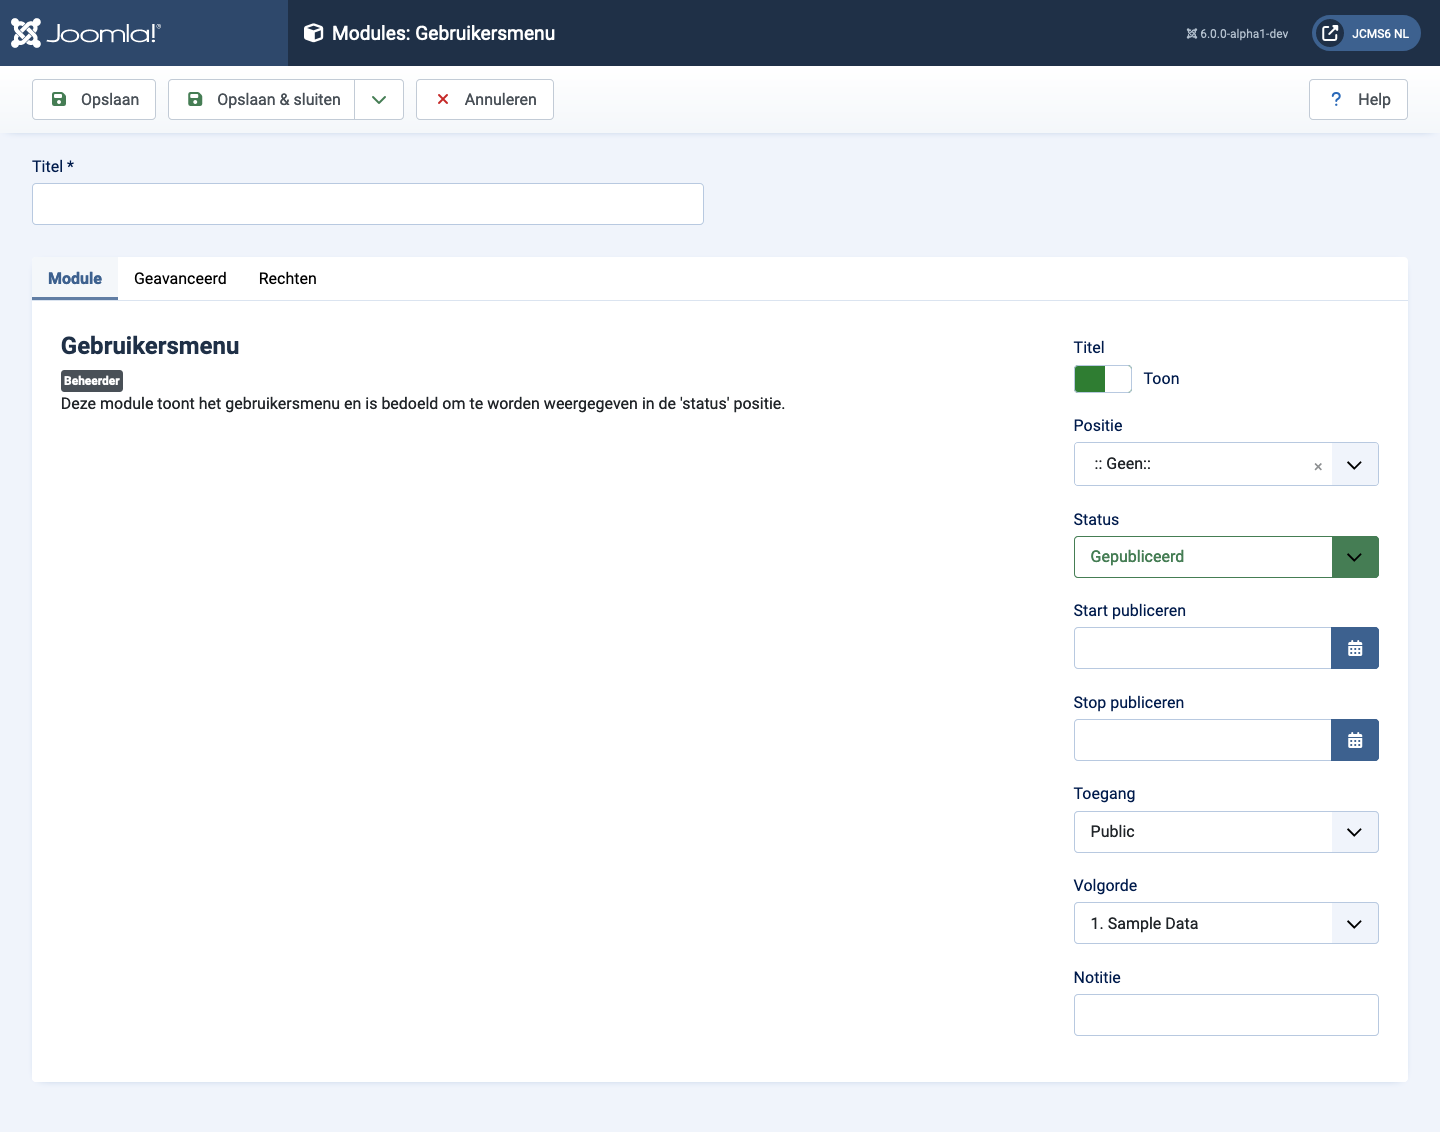 Joomla!®
Modules: Gebruikersmenu
6.0.0-alpha1-dev
JCMS6 NL
Opslaan
Opslaan & sluiten
Annuleren
? Help
Titel *
Module
Geavanceerd
Rechten
Gebruikersmenu
Beheerder
Deze module toont het gebruikersmenu en is bedoeld om te worden weergegeven in de 'status' positie.
Titel
Toon
Positie
:: Geen::
×
Status
Gepubliceerd
Start publiceren
Stop publiceren
Toegang
Public
Volgorde
1. Sample Data
Notitie